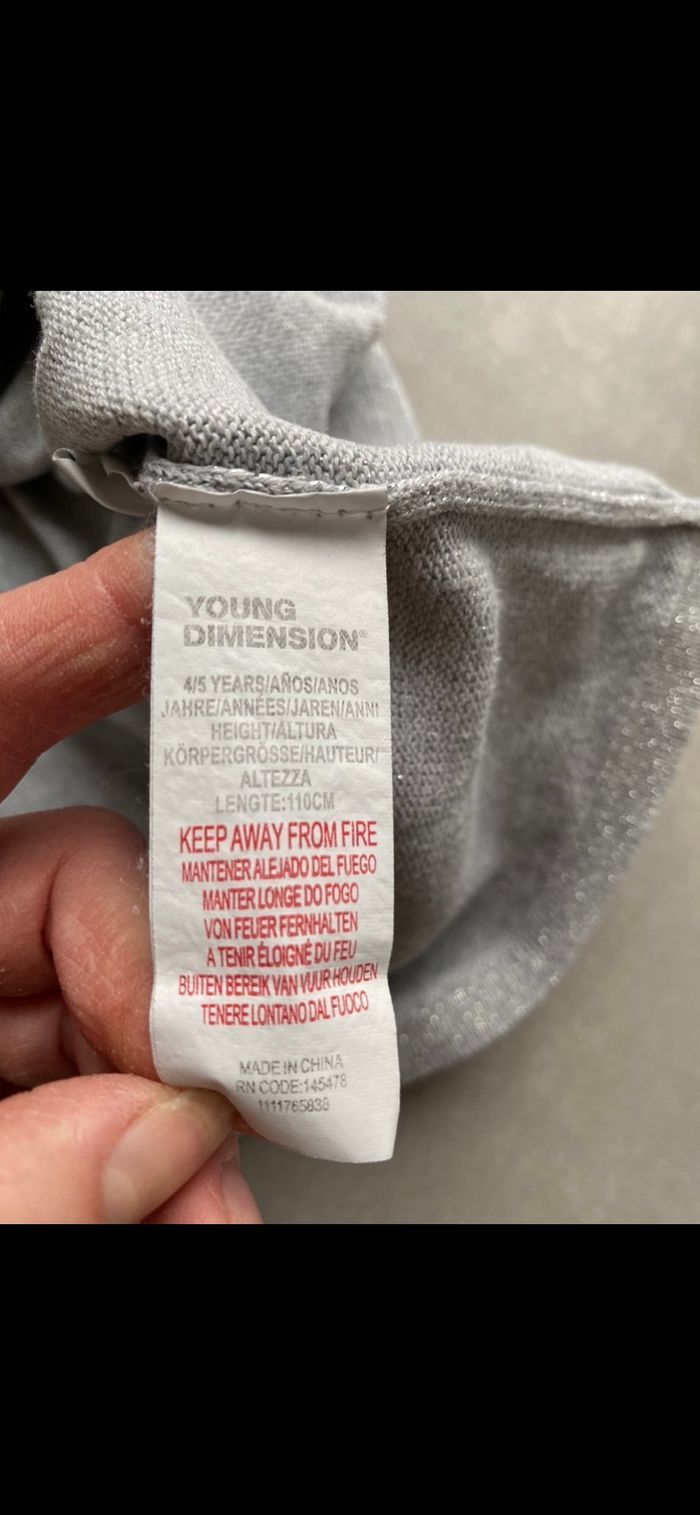 YOUNG
DIMENSION®
4/5 YEARS/AÑOS/ANOS
JAHRE/ANNÉES/JAREN/ANNI
HEIGHT/ALTURA
KÖRPERGRÖSSE/HAUTEUR/
ALTEZZA
LENGTE:110CM
KEEP AWAY FROM FIRE
MANTENER ALEJADO DEL FUEGO
MANTER LONGE DO FOGO
VON FEUER FERNHALTEN
À TENIR ÉLOIGNÉ DU FEU
BUITEN BEREIK VAN VUUR HOUDEN
TENERE LONTANO DAL FUOCO
MADE IN CHINA
RN CODE:145478
1111765838